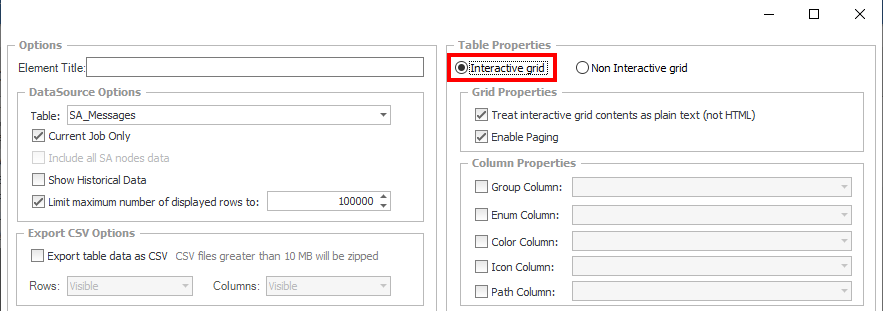 Options
Element Title:
DataSource Options
Table: SA_Messages
Current Job Only
Include all SA nodes data
Show Historical Data
Limit maximum number of displayed rows to: 100000
Export CSV Options
Export table data as CSV CSV files greater than 10 MB will be zipped
Rows: Visible Columns: Visible
Table Properties
Interactive grid Non Interactive grid
Grid Properties
Treat interactive grid contents as plain text (not HTML)
Enable Paging
Column Properties
Group Column:
Enum Column:
Color Column:
Icon Column:
Path Column: